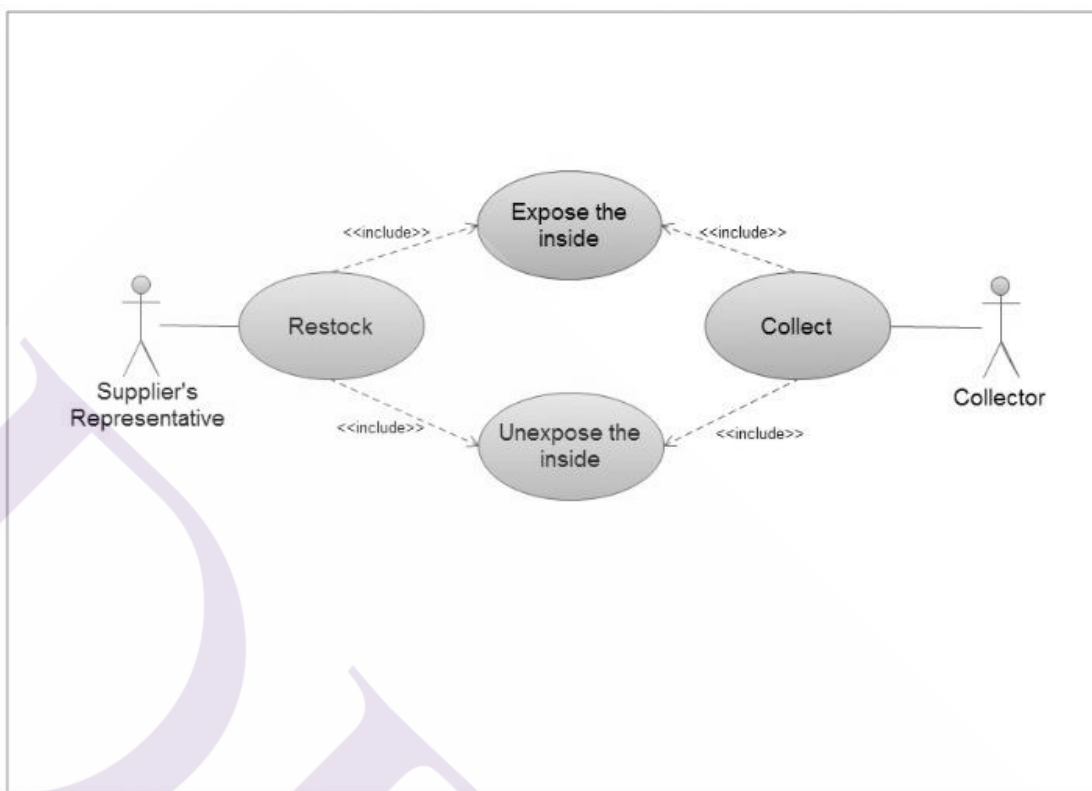 Expose the
inside
<<include>>
<<include>>
Restock
Collect
Supplier's
Representative
Collector
<<include>>
<<include>>
Unexpose the
inside